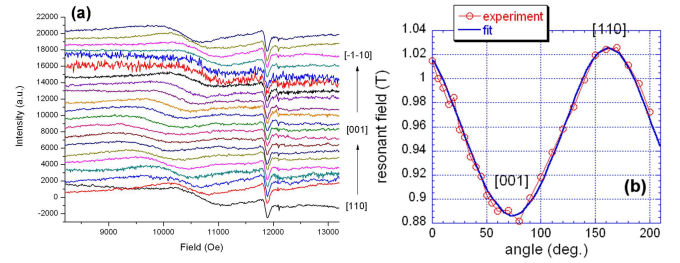 (a)
Intensity (a.u.)
22000
20000
18000
16000
14000
12000
10000
8000
6000
4000
2000
0
-2000
9000 10000 11000 12000 13000
Field (Oe)
[-1-10]
[001]
[110]
experiment
fit
resonant field (T)
1.04
1.02
1
0.98
0.96
0.94
0.92
0.9
0.88
0 50 100 150 200
angle (deg.)
[110]
[001]
(b)